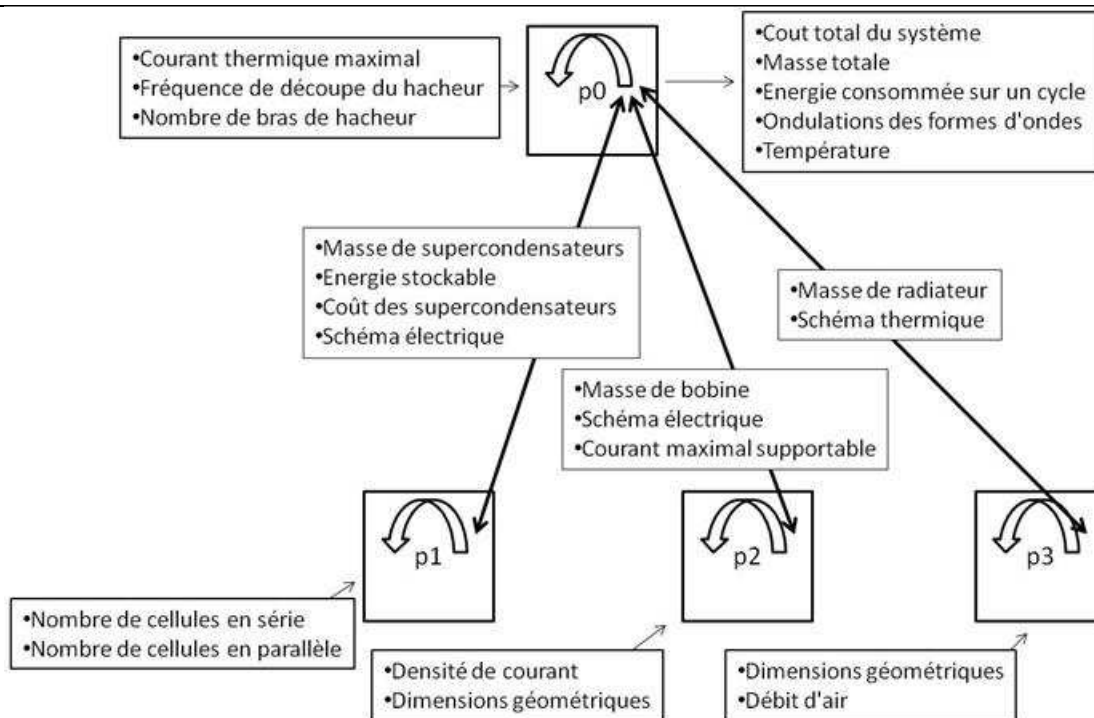 •Courant thermique maximal
•Fréquence de découpe du hacheur
•Nombre de bras de hacheur
p0
•Cout total du système
•Masse totale
•Energie consommée sur un cycle
•Ondulations des formes d'ondes
•Température
•Masse de supercondensateurs
•Energie stockable
•Coût des supercondensateurs
•Schéma électrique
•Masse de radiateur
•Schéma thermique
•Masse de bobine
•Schéma électrique
•Courant maximal supportable
p1
p2
p3
•Nombre de cellules en série
•Nombre de cellules en parallèle
•Densité de courant
•Dimensions géométriques
•Dimensions géométriques
•Débit d'air